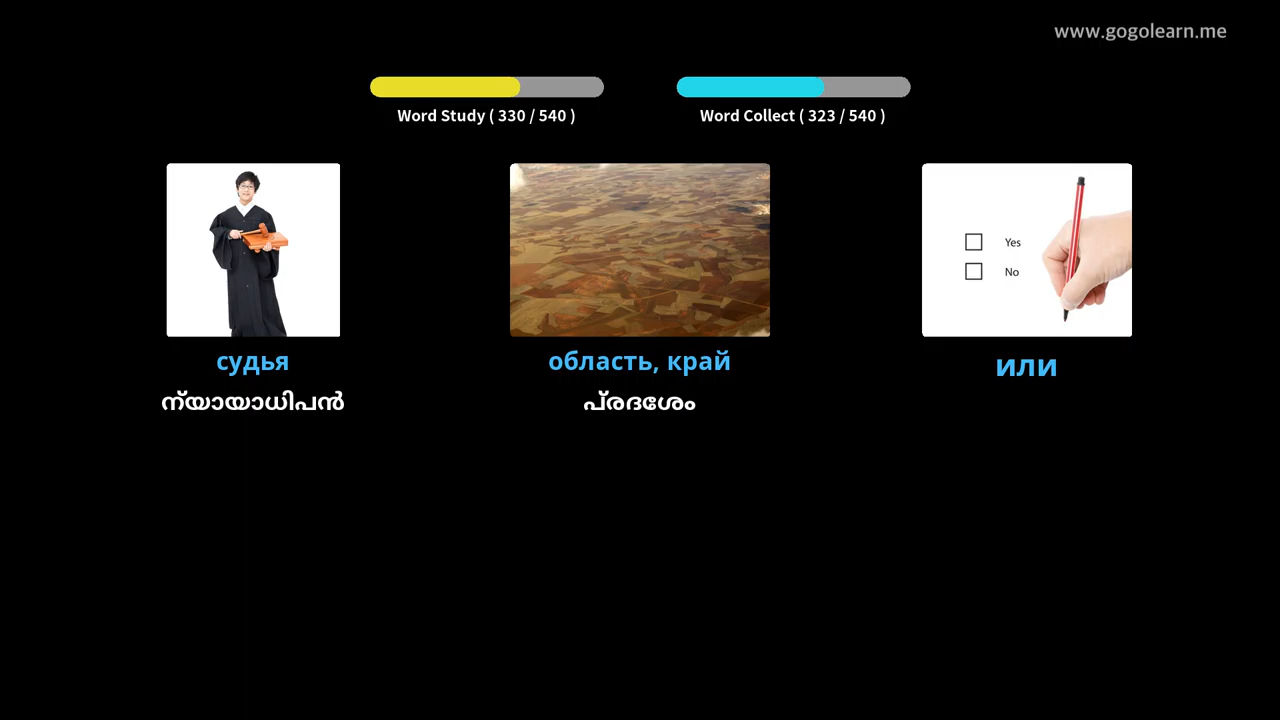 www.gogolearn.me
Word Study ( 330 / 540 )
Word Collect ( 323 / 540 )
Yes
No
судья
область, край
или
ന്യായാധിപൻ
പ്രദേശം